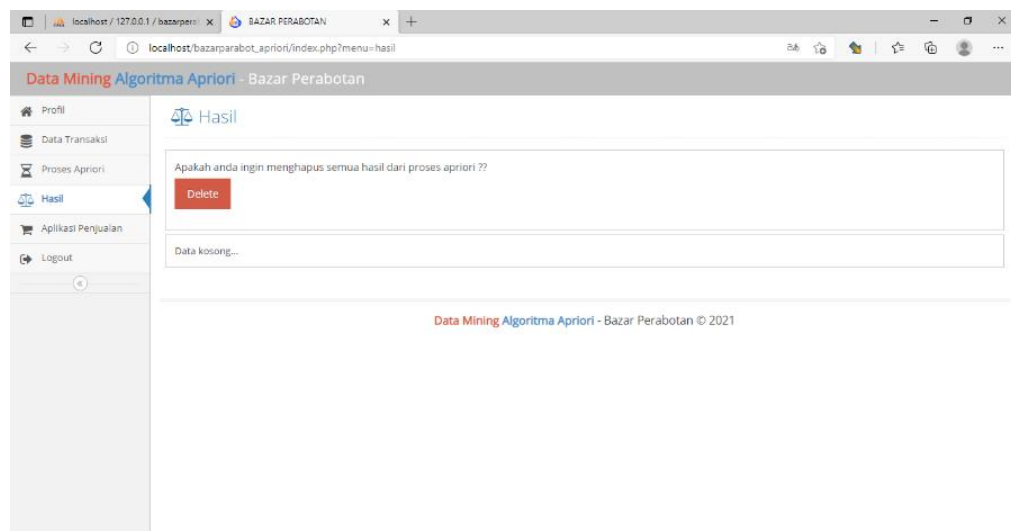 localhost / 127.0.0.1 / bazarpera
BAZAR PERABOTAN
localhost/bazarparabot_apriori/index.php?menu=hasil
Data Mining Algoritma Apriori - Bazar Perabotan
Profil
Data Transaksi
Proses Apriori
Hasil
Aplikasi Penjualan
Logout
Hasil
Apakah anda ingin menghapus semua hasil dari proses apriori ??
Delete
Data kosong...
Data Mining Algoritma Apriori - Bazar Perabotan © 2021